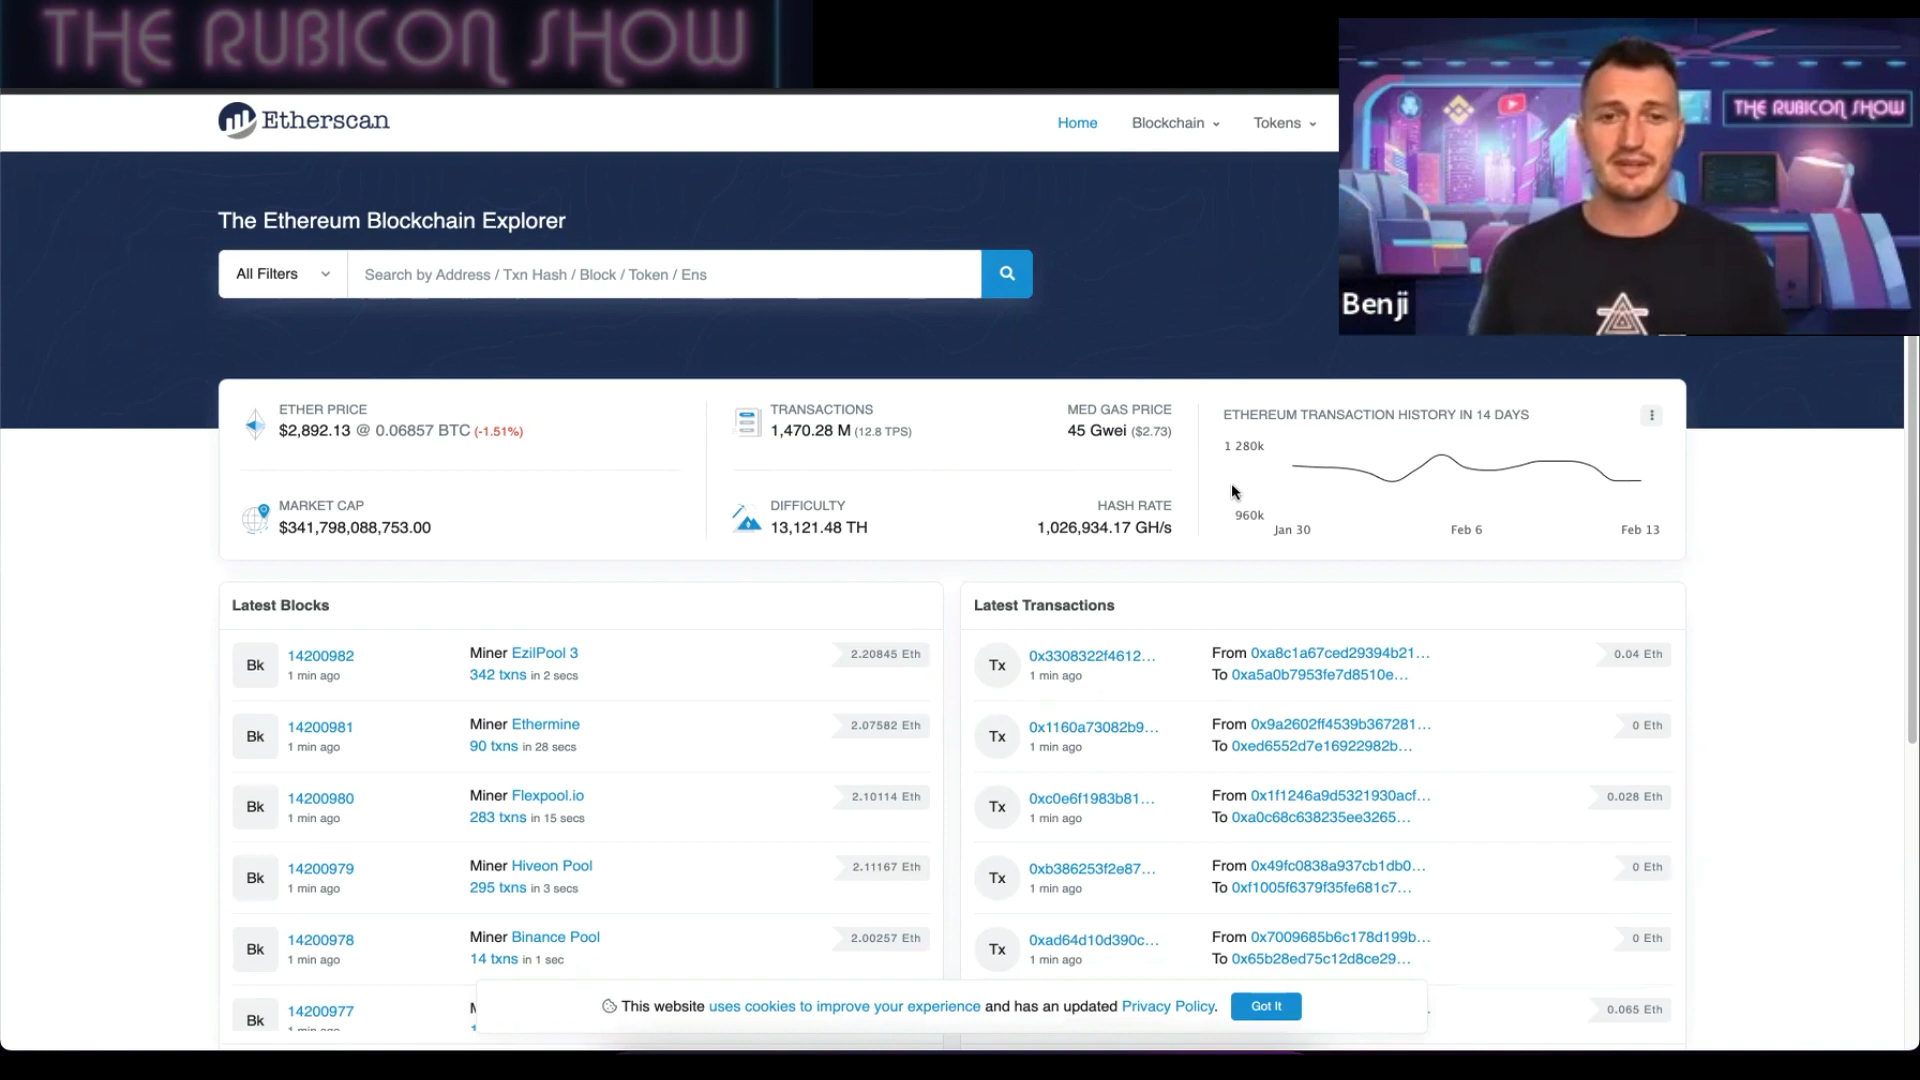 THE RUBICON SHOW
Etherscan
Home
Blockchain
Tokens
THE RUBICON SHOW
Benji
The Ethereum Blockchain Explorer
All Filters
Search by Address / Txn Hash / Block / Token / Ens
ETHER PRICE
$2,892.13 @ 0.06857 BTC (-1.51%)
MARKET CAP
$341,798,088,753.00
TRANSACTIONS
1,470.28 M (12.8 TPS)
MED GAS PRICE
45 Gwei ($2.73)
DIFFICULTY
13,121.48 TH
HASH RATE
1,026,934.17 GH/s
ETHEREUM TRANSACTION HISTORY IN 14 DAYS
1 280k
960k
Jan 30
Feb 6
Feb 13
Latest Blocks
Bk
14200982
1 min ago
Miner EzilPool 3
342 txns in 2 secs
2.20845 Eth
Bk
14200981
1 min ago
Miner Ethermine
90 txns in 28 secs
2.07582 Eth
Bk
14200980
1 min ago
Miner Flexpool.io
283 txns in 15 secs
2.10114 Eth
Bk
14200979
1 min ago
Miner Hiveon Pool
295 txns in 3 secs
2.11167 Eth
Bk
14200978
1 min ago
Miner Binance Pool
14 txns in 1 sec
2.00257 Eth
Bk
14200977
Latest Transactions
Tx
0x3308322f4612...
1 min ago
From 0xa8c1a67ced29394b21...
To 0xa5a0b7953fe7d8510e...
0.04 Eth
Tx
0x1160a73082b9...
1 min ago
From 0x9a2602ff4539b367281...
To 0xed6552d7e16922982b...
0 Eth
Tx
0xc0e6f1983b81...
1 min ago
From 0x1f1246a9d5321930acf...
To 0xa0c68c638235ee3265...
0.028 Eth
Tx
0xb386253f2e87...
1 min ago
From 0x49fc0838a937cb1db0...
To 0xf1005f6379f35fe681c7...
0 Eth
Tx
0xad64d10d390c...
1 min ago
From 0x7009685b6c178d199b...
To 0x65b28ed75c12d8ce29...
0 Eth
0.065 Eth
This website uses cookies to improve your experience and has an updated Privacy Policy.
Got It